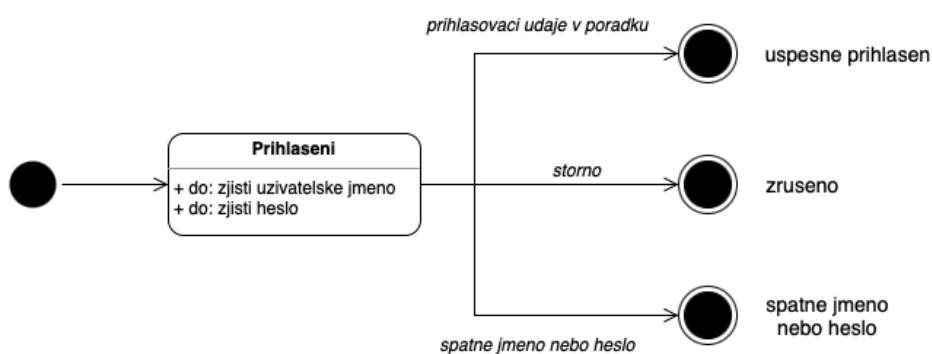 prihlasovaci udaje v poradku
uspesne prihlasen
Prihlaseni
+ do: zjisti uzivatelske jmeno
+ do: zjisti heslo
storno
zruseno
spatne jmeno
nebo heslo
spatne jmeno nebo heslo